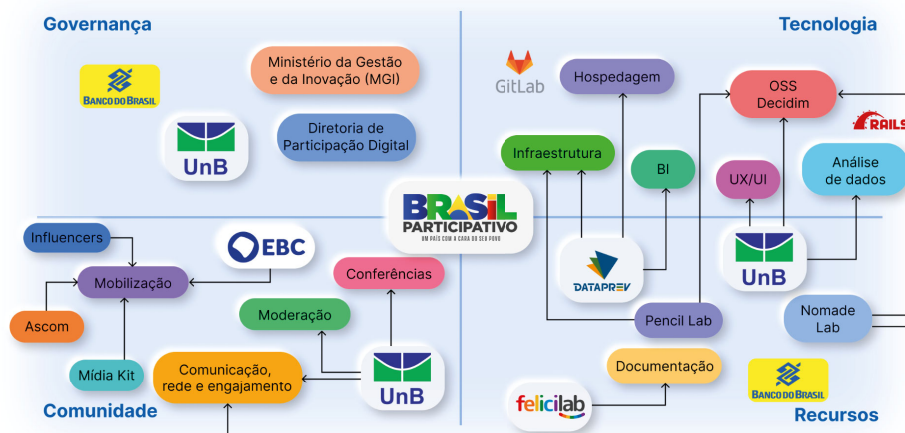 Governança
BANCO DO BRASIL
UnB
Ministério da Gestão
e da Inovação (MGI)
Diretoria de
Participação Digital
Tecnologia
GitLab
Hospedagem
OSS
Decidim
RAILS
Infraestrutura
BI
UX/UI
Análise
de dados
BRASIL
PARTICIPATIVO
UM PAÍS COM A CARA DO SEU POVO
Influencers
EBC
Mobilização
Conferências
Ascom
Moderação
Mídia Kit
Comunicação,
rede e engajamento
UnB
Comunidade
DATAPREV
UnB
Pencil Lab
Nomade
Lab
Documentação
felicilab
BANCO DO BRASIL
Recursos